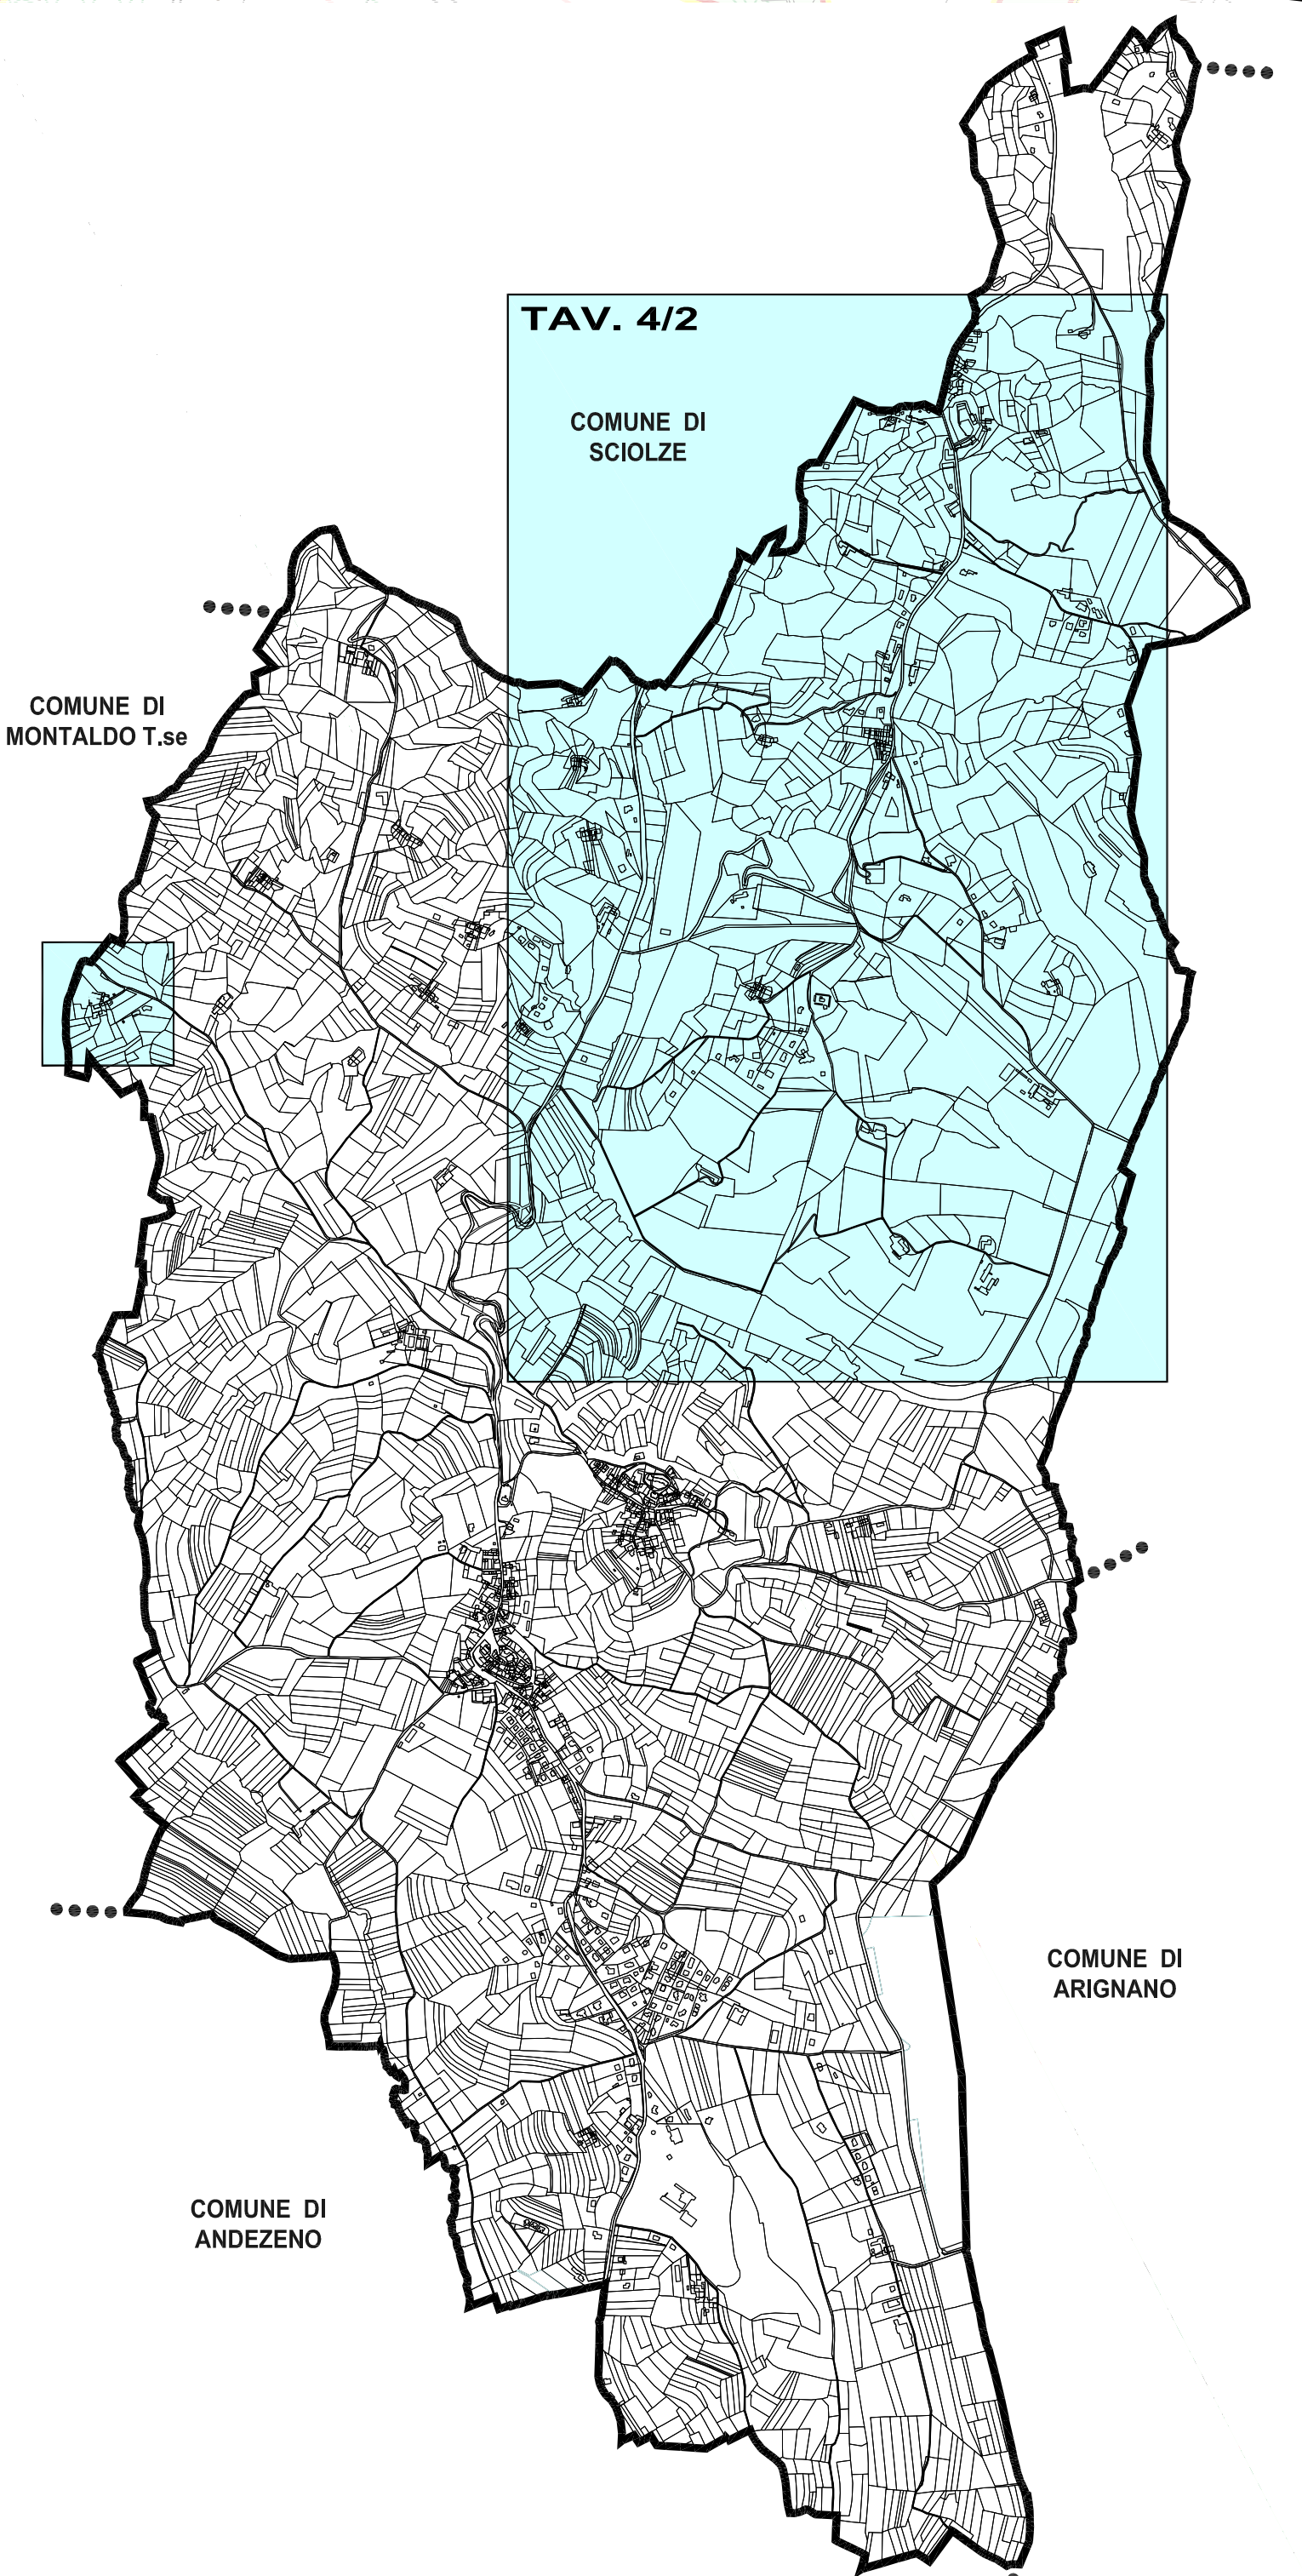 TAV. 4/2
COMUNE DI
SCIOLZE
COMUNE DI
MONTALDO T.se
COMUNE DI
ARIGNANO
COMUNE DI
ANDEZENO